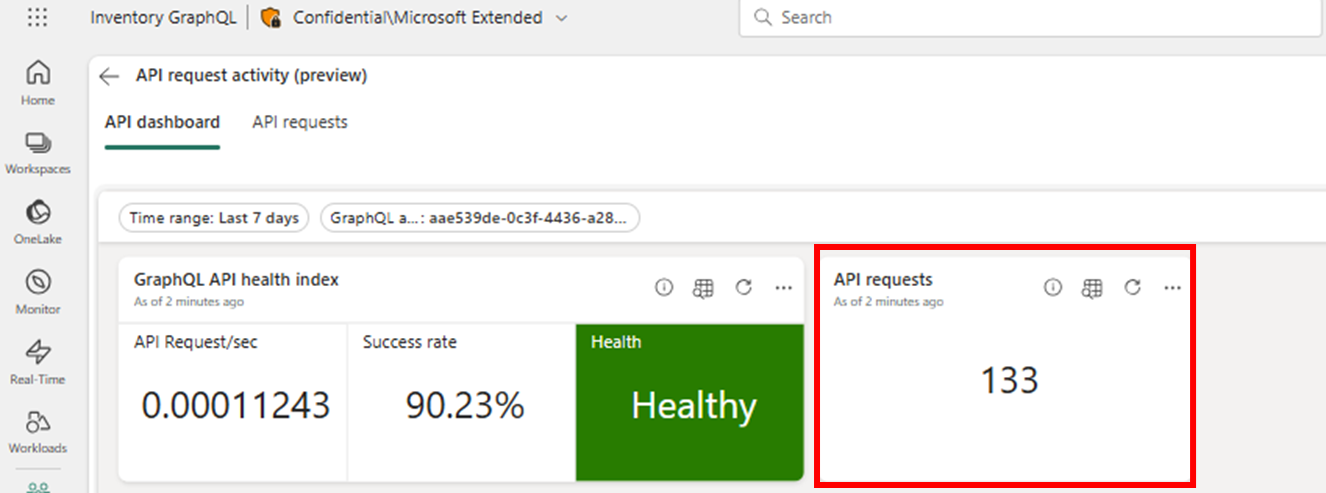 Inventory GraphQL
Confidential\Microsoft Extended
Search
Home
Workspaces
OneLake
Monitor
Real-Time
Workloads
API request activity (preview)
API dashboard
API requests
Time range: Last 7 days
GraphQL a...: aae539de-0c3f-4436-a28...
GraphQL API health index
As of 2 minutes ago
API Request/sec
0.00011243
Success rate
90.23%
Health
Healthy
API requests
As of 2 minutes ago
133